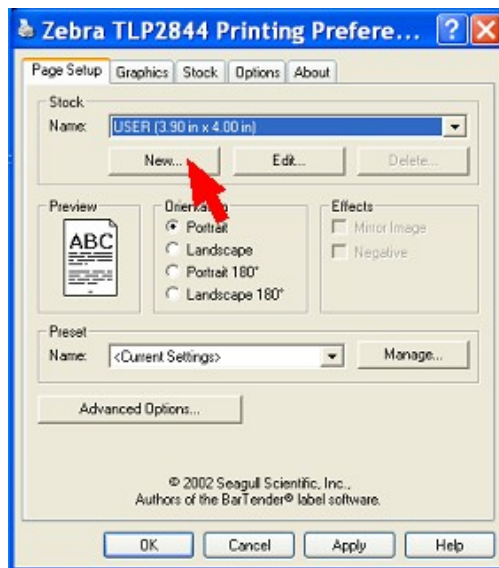 Zebra TLP2844 Printing Prefere...
Page Setup Graphics Stock Options About
Stock
Name: USER (3.90 in x 4.00 in)
New... Edit... Delete...
Preview Orientation Effects
ABC
Portrait
Landscape
Portrait 180°
Landscape 180°
Mirror Image
Negative
Preset
Name: <Current Settings> Manage...
Advanced Options...
© 2002 Seagull Scientific, Inc.,
Authors of the BarTender® label software.
OK Cancel Apply Help